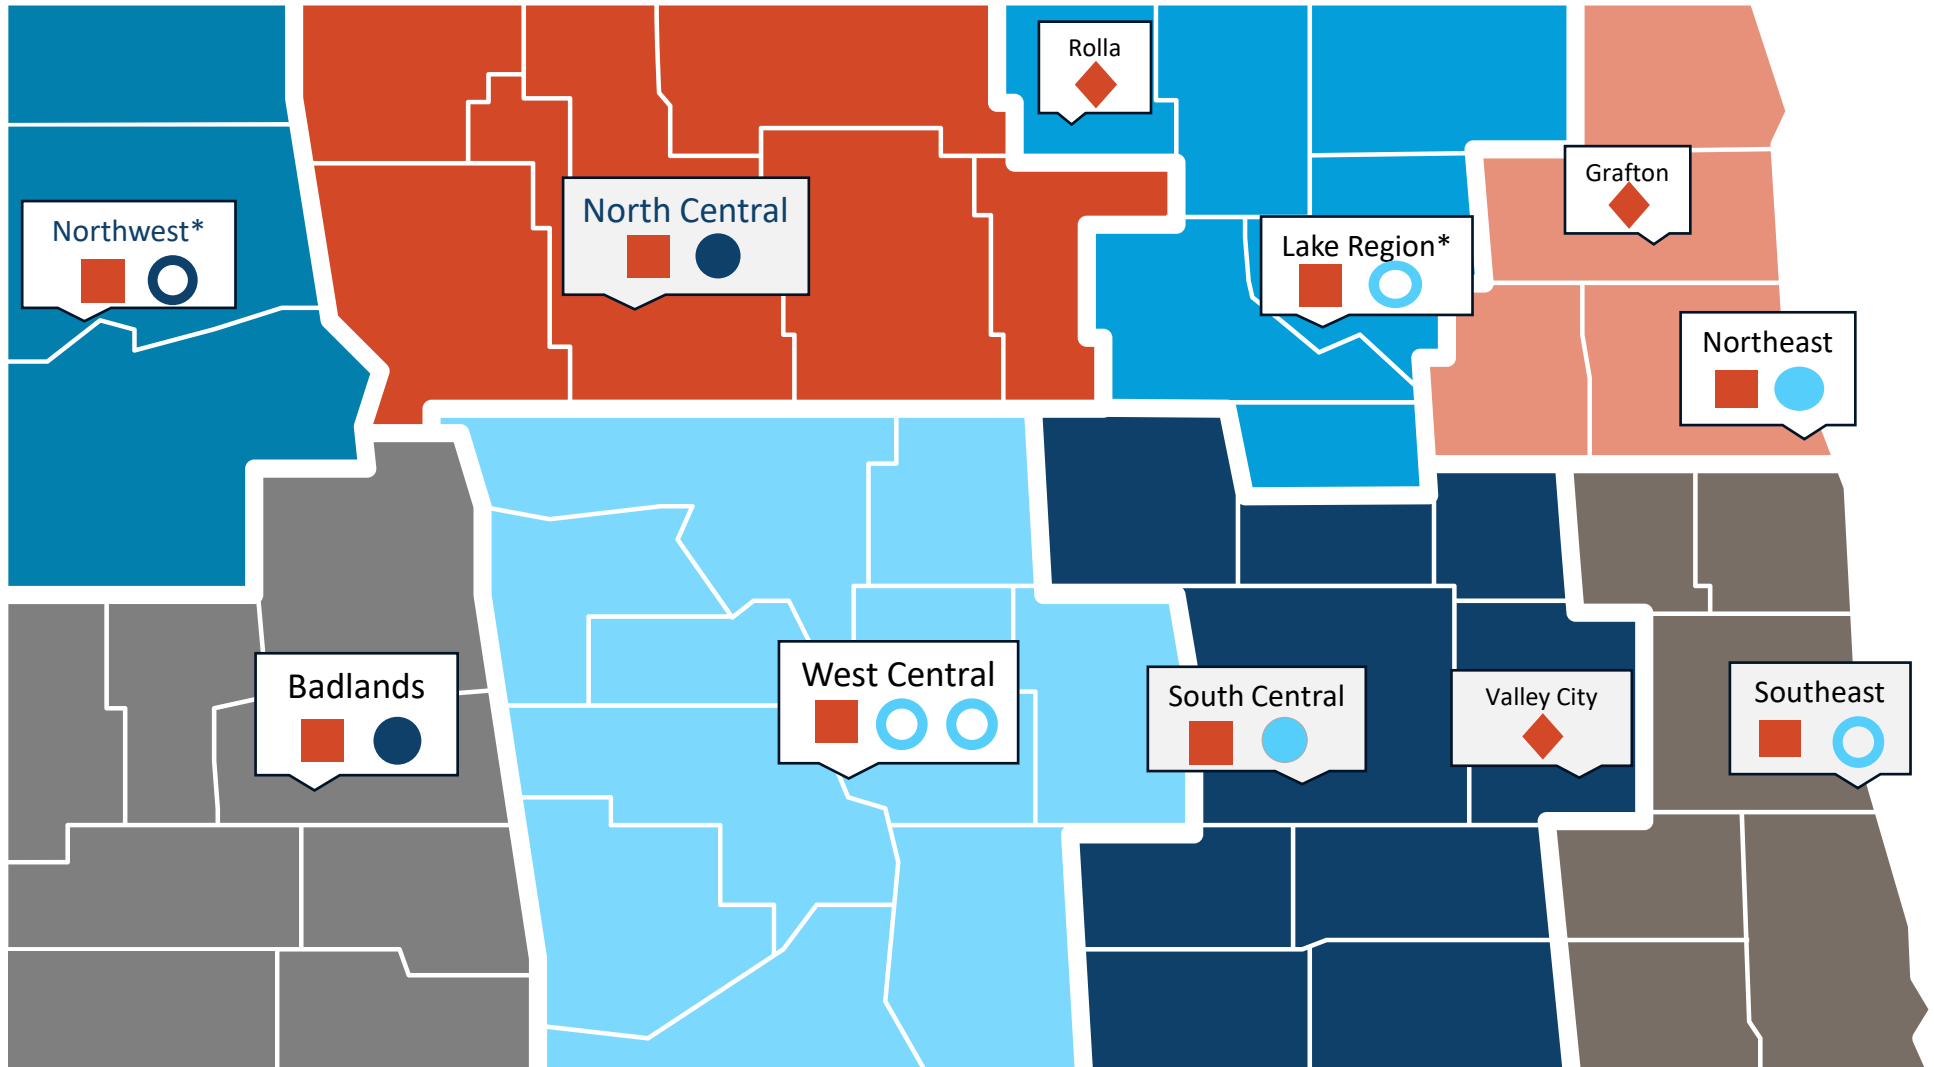 Rolla
Grafton
North Central
Northwest*
Lake Region*
Northeast
Badlands
West Central
South Central
Valley City
Southeast